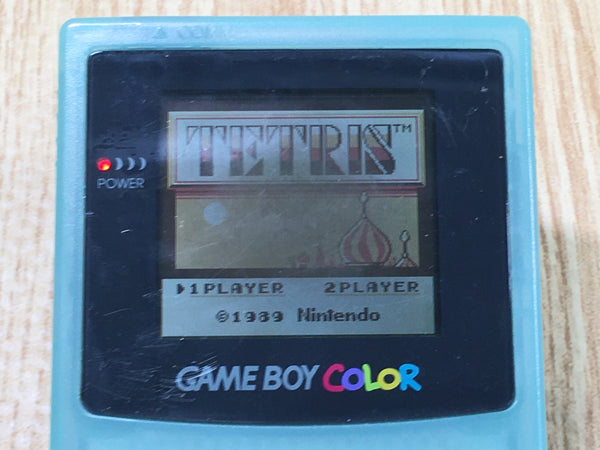 TETRIS™
POWER
▶1PLAYER 2PLAYER
©1989 Nintendo
GAME BOY COLOR